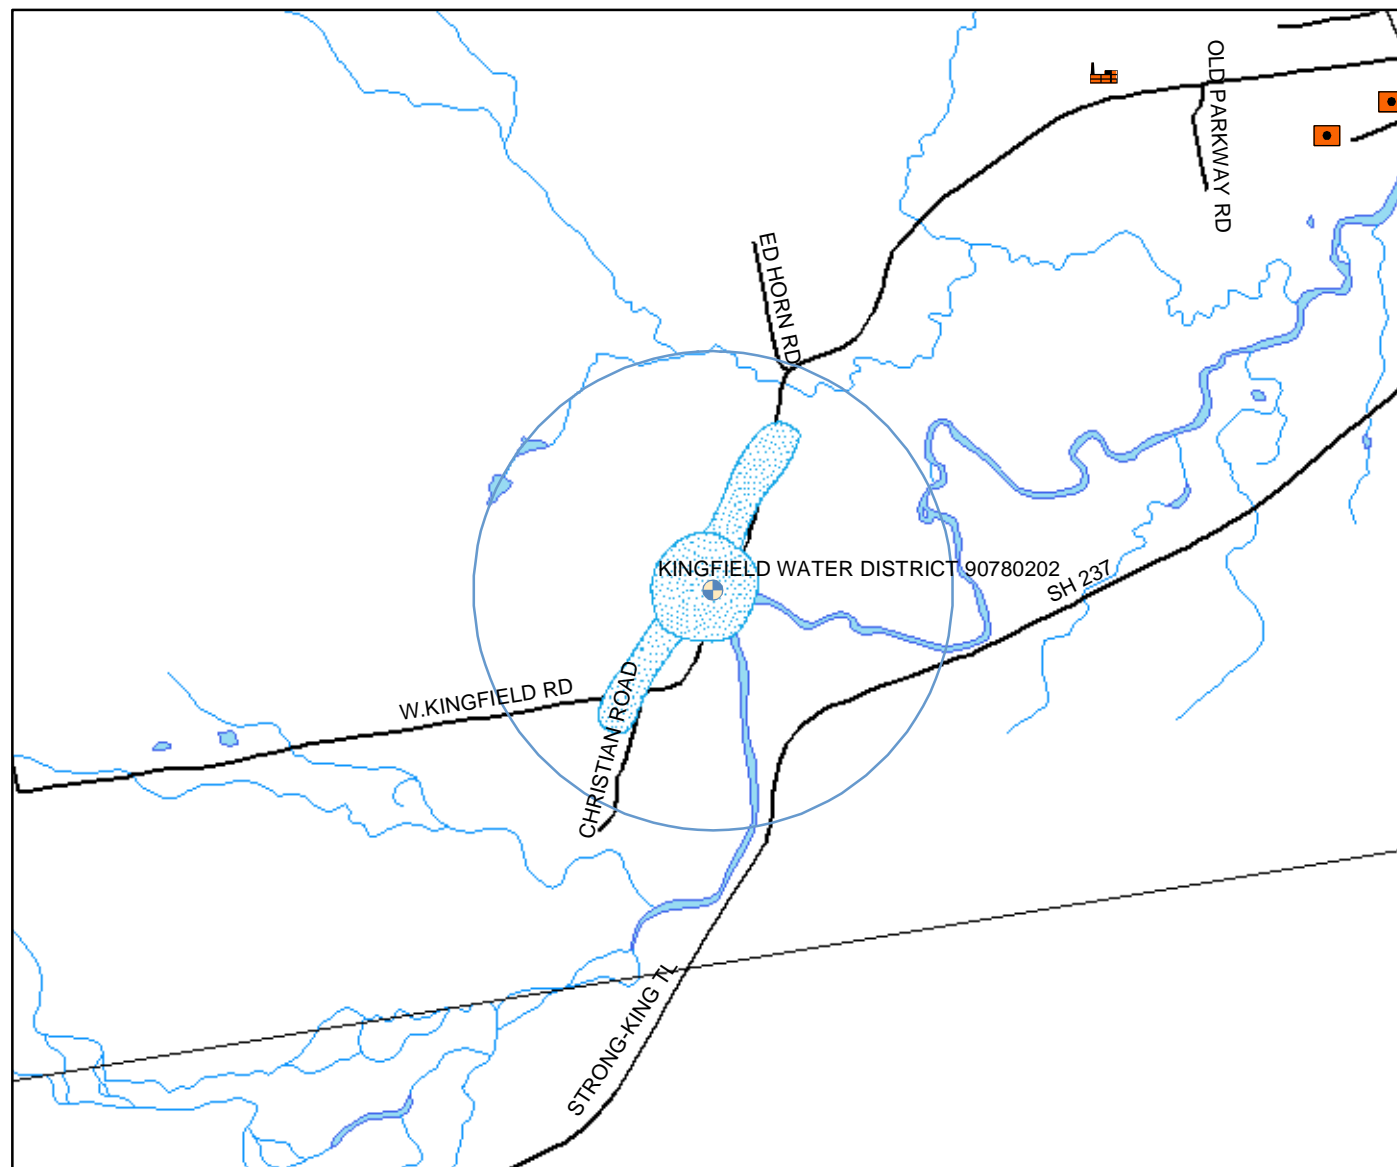 OLD PARKWAY RD
ED HORN RD
KINGFIELD WATER DISTRICT 90780202
SH 237
W.KINGFIELD RD
CHRISTIAN ROAD
STRONG-KING TL